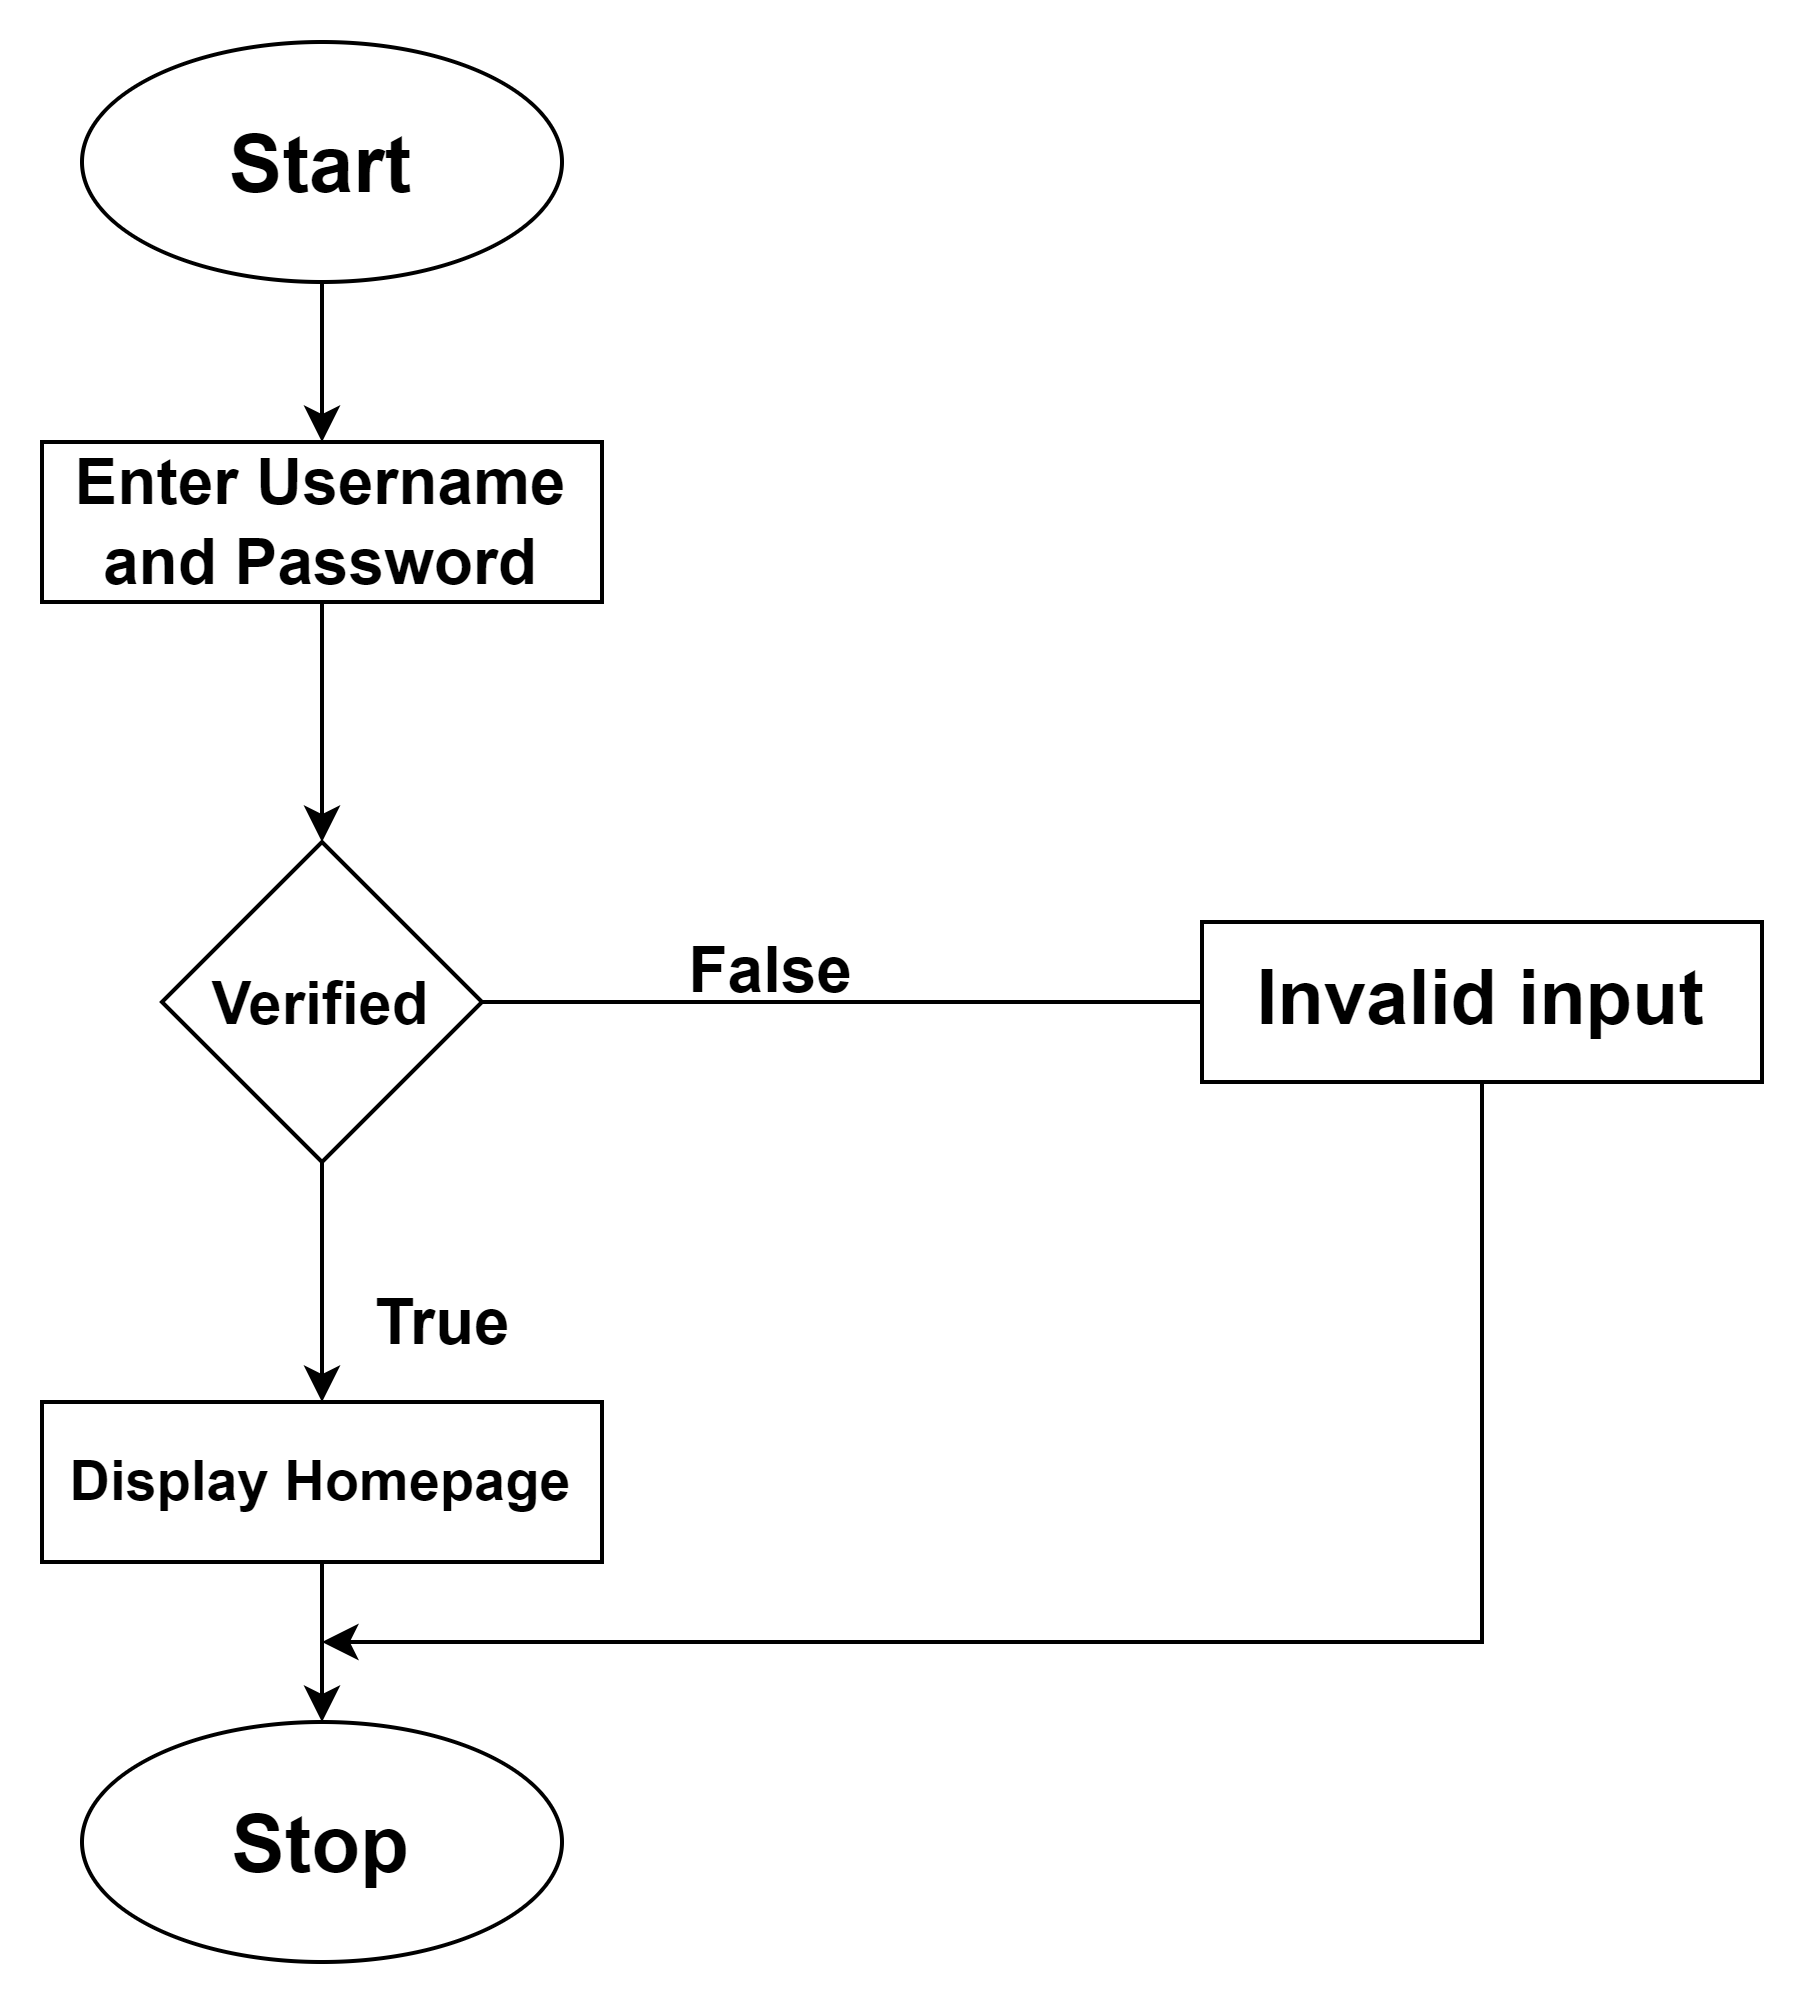 Start
Enter Username
and Password
Verified
False
Invalid input
True
Display Homepage
Stop